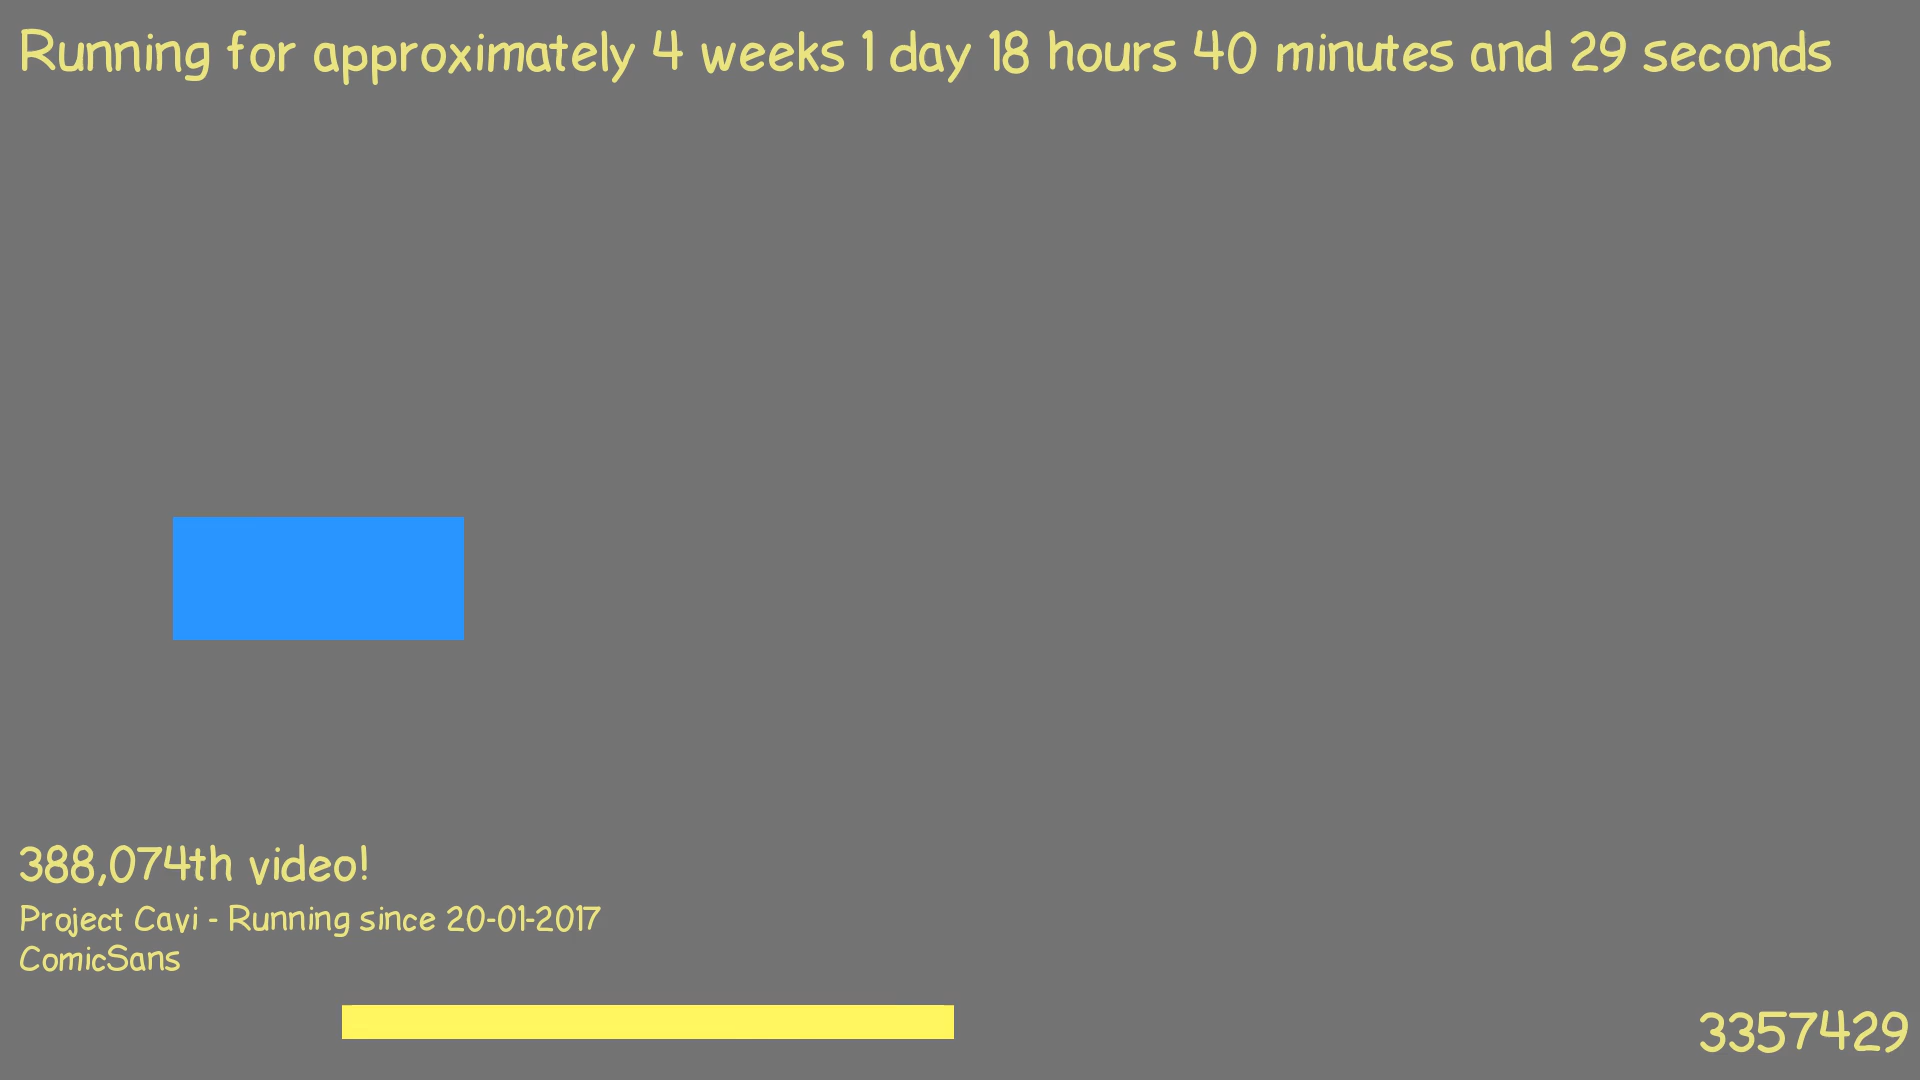 Running for approximately 4 weeks 1 day 18 hours 40 minutes and 29 seconds
388,074th video!
Project Cavi - Running since 20-01-2017
ComicSans
3357429